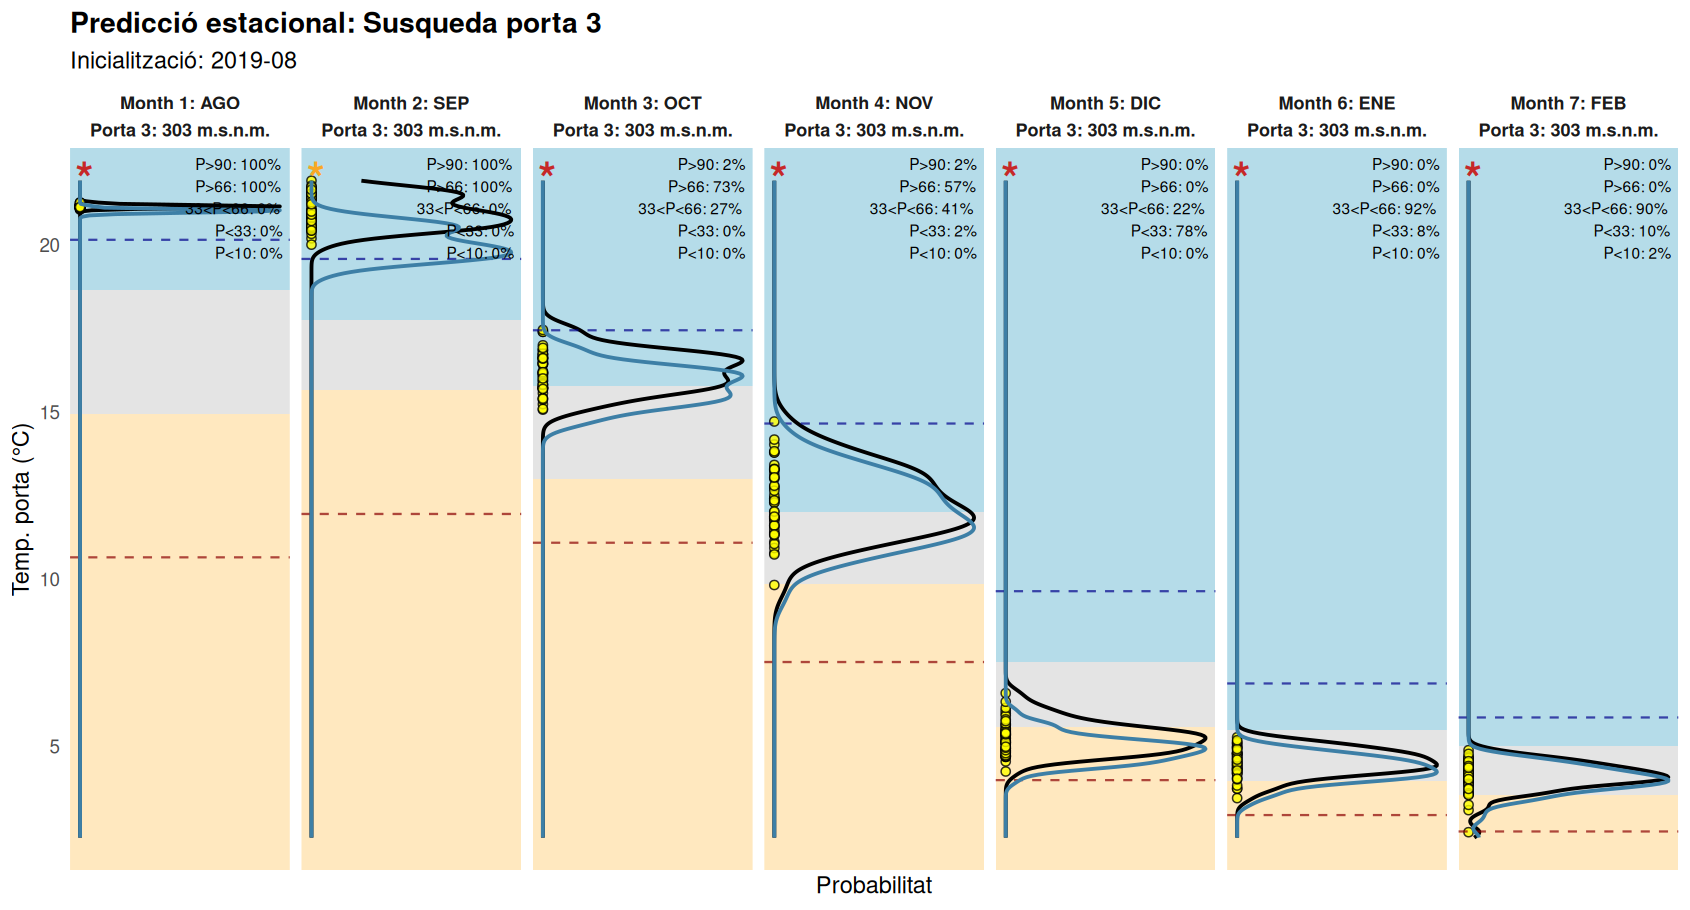 Predicció estacional: Susqueda porta 3
Inicialització: 2019-08
Month 1: AGO
Porta 3: 303 m.s.n.m.
Month 2: SEP
Porta 3: 303 m.s.n.m.
Month 3: OCT
Porta 3: 303 m.s.n.m.
Month 4: NOV
Porta 3: 303 m.s.n.m.
Month 5: DIC
Porta 3: 303 m.s.n.m.
Month 6: ENE
Porta 3: 303 m.s.n.m.
Month 7: FEB
Porta 3: 303 m.s.n.m.
*
P>90: 100%
P>66: 100%
33<P<66: 0%
P<33: 0%
P<10: 0%
*
P>90: 100%
P>66: 100%
33<P<66: 0%
P<33: 0%
P<10: 0%
*
P>90: 2%
P>66: 73%
33<P<66: 27%
P<33: 0%
P<10: 0%
*
P>90: 2%
P>66: 57%
33<P<66: 41%
P<33: 2%
P<10: 0%
*
P>90: 0%
P>66: 0%
33<P<66: 22%
P<33: 78%
P<10: 0%
*
P>90: 0%
P>66: 0%
33<P<66: 92%
P<33: 8%
P<10: 0%
*
P>90: 0%
P>66: 0%
33<P<66: 90%
P<33: 10%
P<10: 2%
20
15
10
5
Temp. porta (°C)
Probabilitat